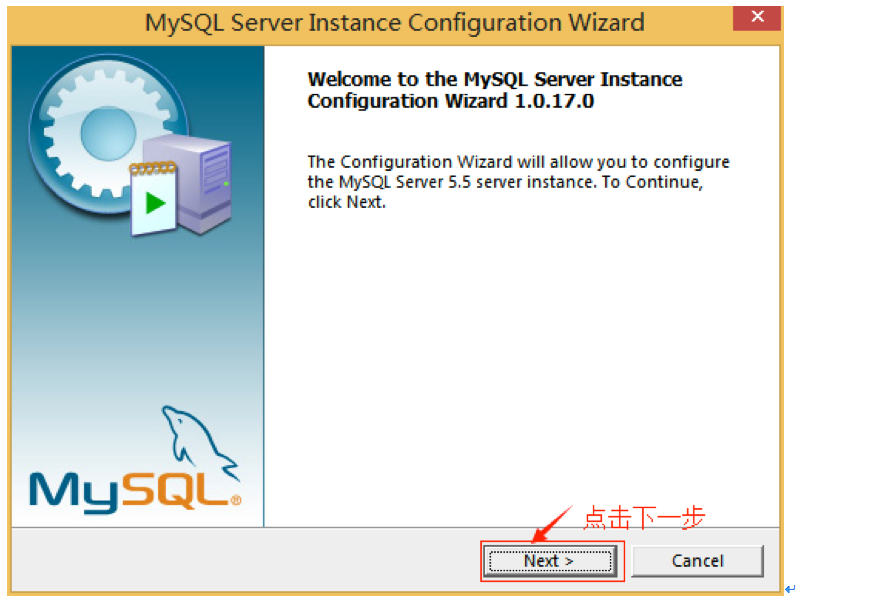 MySQL Server Instance Configuration Wizard
Welcome to the MySQL Server Instance
Configuration Wizard 1.0.17.0
The Configuration Wizard will allow you to configure
the MySQL Server 5.5 server instance. To Continue,
click Next.
MySQL®
点击下一步
Next >
Cancel